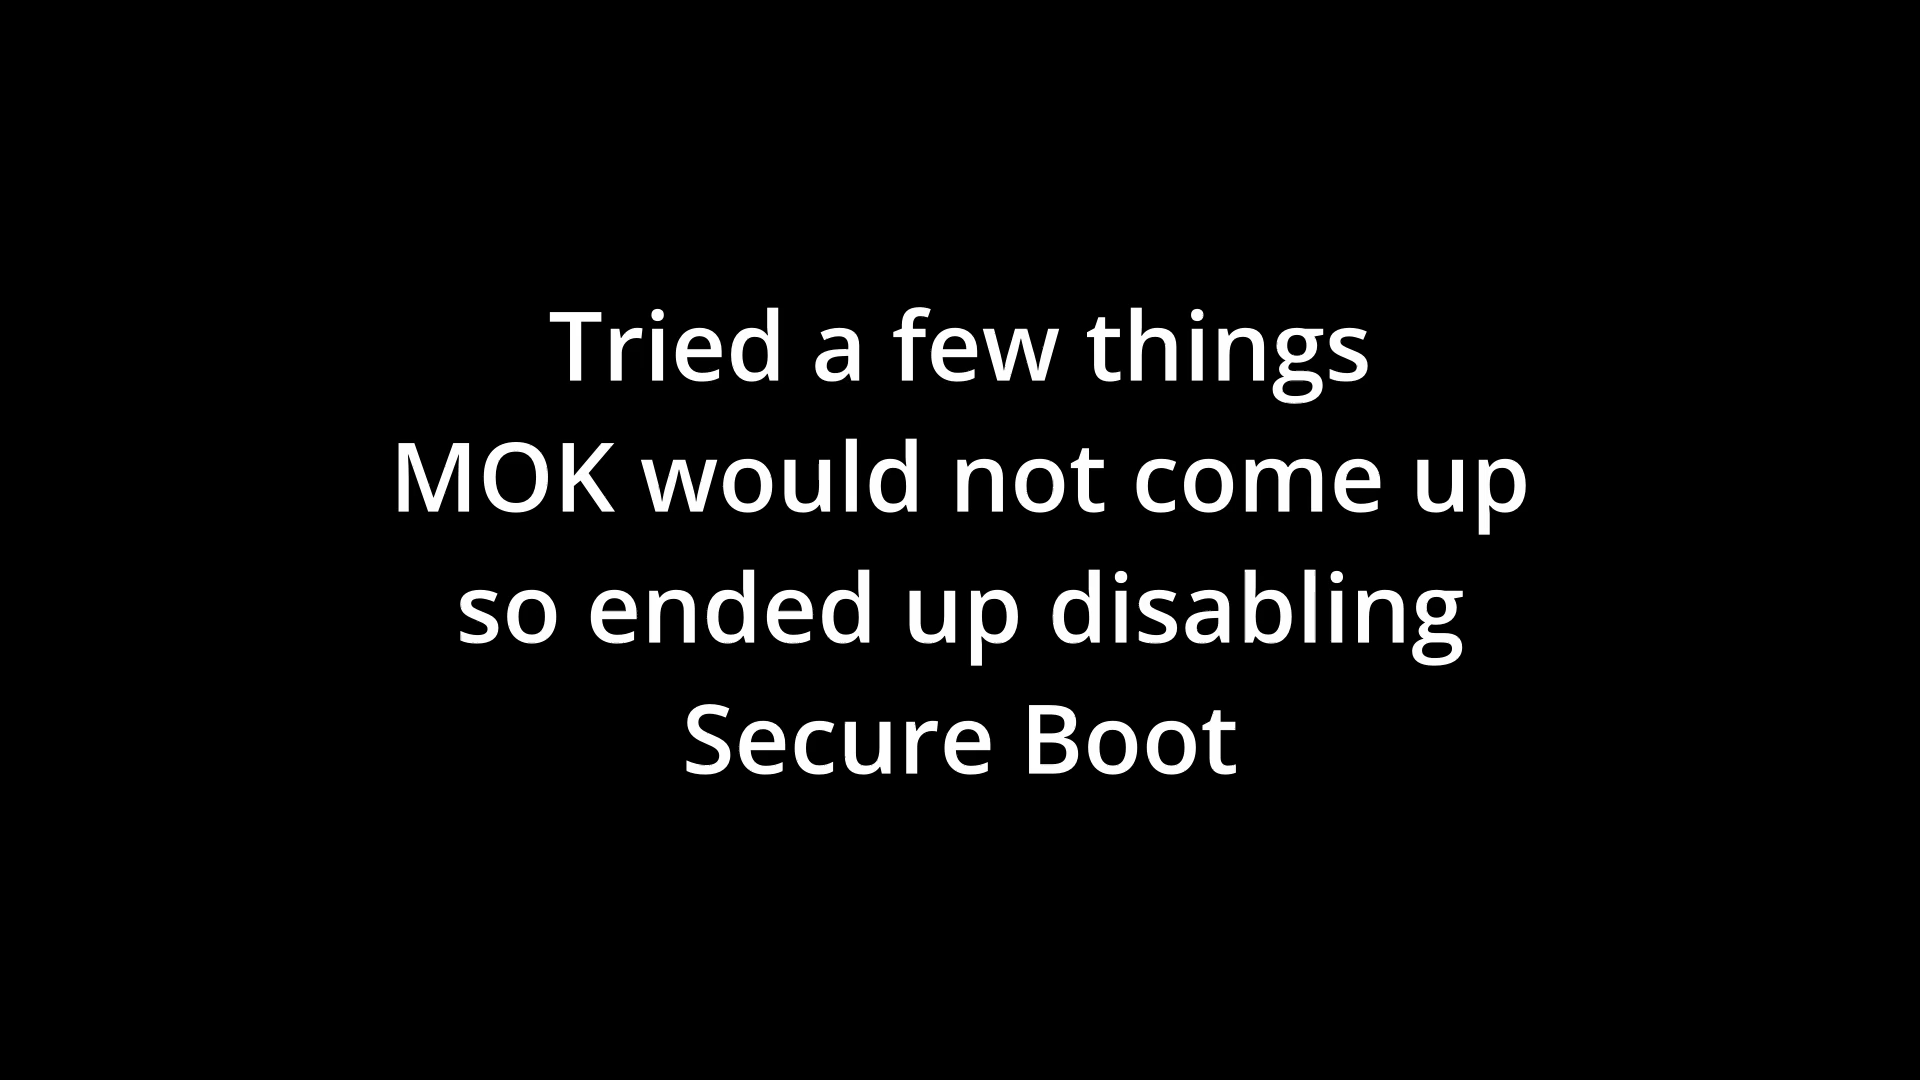 Tried a few things
MOK would not come up
so ended up disabling
Secure Boot